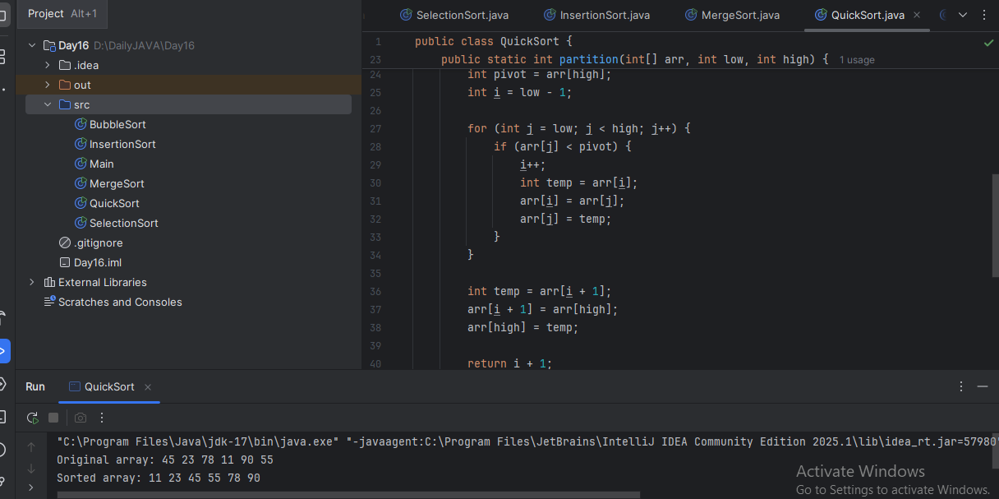 Project Alt+1
SelectionSort.java InsertionSort.java MergeSort.java QuickSort.java
Day16 D:\DailyJAVA\Day16
.idea
out
src
BubbleSort
InsertionSort
Main
MergeSort
QuickSort
SelectionSort
.gitignore
Day16.iml
External Libraries
Scratches and Consoles
1 public class QuickSort {
23 public static int partition(int[] arr, int low, int high) { 1 usage
24 int pivot = arr[high];
25 int i = low - 1;
26
27 for (int j = low; j < high; j++) {
28 if (arr[j] < pivot) {
29 i++;
30 int temp = arr[i];
31 arr[i] = arr[j];
32 arr[j] = temp;
33 }
34 }
35
36 int temp = arr[i + 1];
37 arr[i + 1] = arr[high];
38 arr[high] = temp;
39
40 return i + 1;
Run QuickSort
"C:\Program Files\Java\jdk-17\bin\java.exe" "-javaagent:C:\Program Files\JetBrains\IntelliJ IDEA Community Edition 2025.1\lib\idea_rt.jar=57980
Original array: 45 23 78 11 90 55
Sorted array: 11 23 45 55 78 90
Activate Windows
Go to Settings to activate Windows.